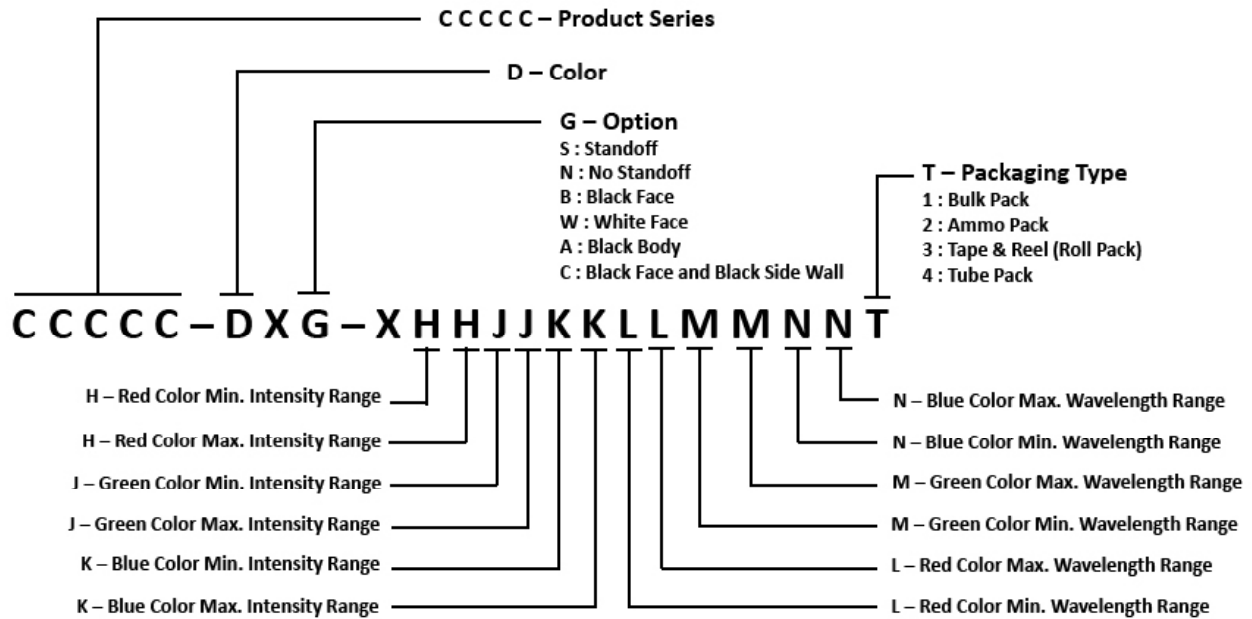 C C C C C – Product Series
D – Color
G – Option
S : Standoff
N : No Standoff
B : Black Face
W : White Face
A : Black Body
C : Black Face and Black Side Wall
T – Packaging Type
1 : Bulk Pack
2 : Ammo Pack
3 : Tape & Reel (Roll Pack)
4 : Tube Pack
C C C C C – D X G – X H H J J K K L L M M N N T
H – Red Color Min. Intensity Range
H – Red Color Max. Intensity Range
J – Green Color Min. Intensity Range
J – Green Color Max. Intensity Range
K – Blue Color Min. Intensity Range
K – Blue Color Max. Intensity Range
N – Blue Color Max. Wavelength Range
N – Blue Color Min. Wavelength Range
M – Green Color Max. Wavelength Range
M – Green Color Min. Wavelength Range
L – Red Color Max. Wavelength Range
L – Red Color Min. Wavelength Range